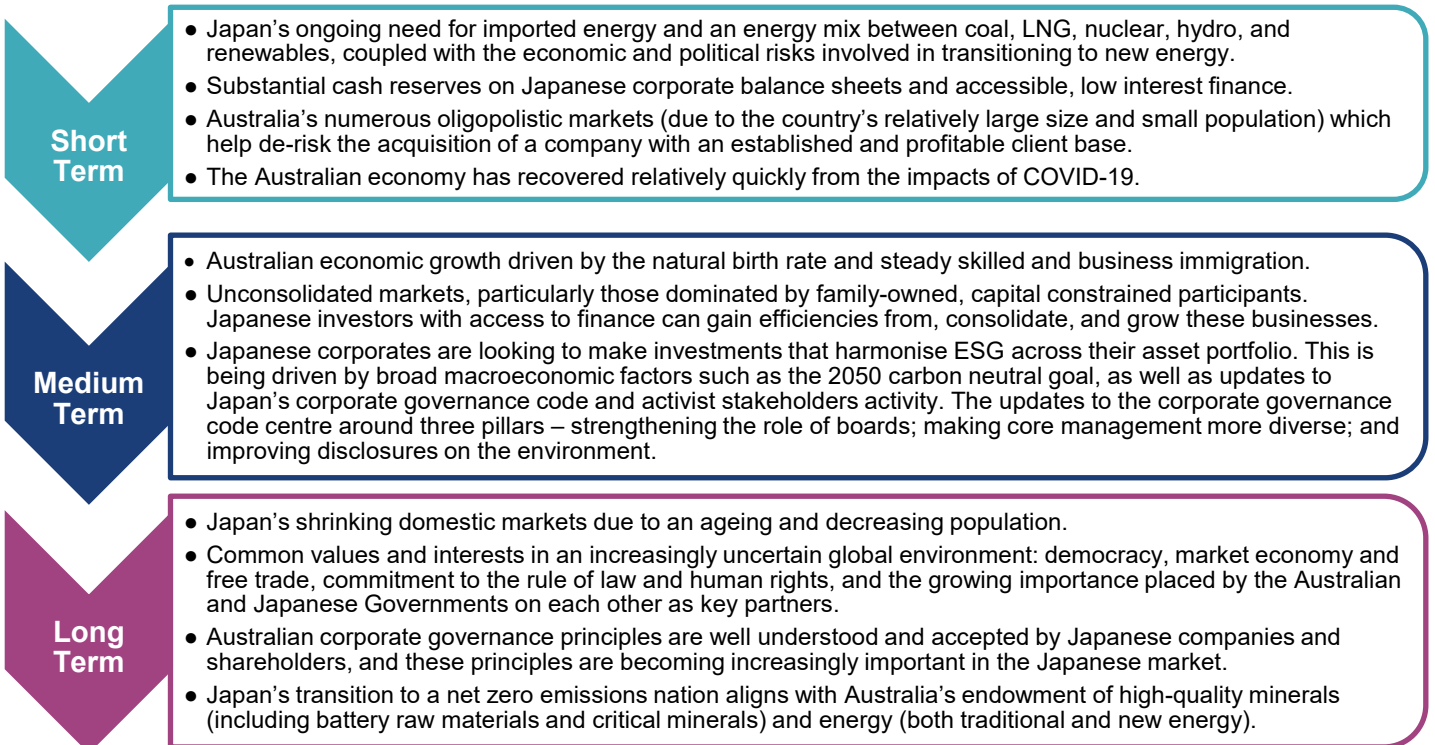 Short
Term
● Japan’s ongoing need for imported energy and an energy mix between coal, LNG, nuclear, hydro, and
renewables, coupled with the economic and political risks involved in transitioning to new energy.
● Substantial cash reserves on Japanese corporate balance sheets and accessible, low interest finance.
● Australia’s numerous oligopolistic markets (due to the country’s relatively large size and small population) which
help de-risk the acquisition of a company with an established and profitable client base.
● The Australian economy has recovered relatively quickly from the impacts of COVID-19.
Medium
Term
● Australian economic growth driven by the natural birth rate and steady skilled and business immigration.
● Unconsolidated markets, particularly those dominated by family-owned, capital constrained participants.
Japanese investors with access to finance can gain efficiencies from, consolidate, and grow these businesses.
● Japanese corporates are looking to make investments that harmonise ESG across their asset portfolio. This is
being driven by broad macroeconomic factors such as the 2050 carbon neutral goal, as well as updates to
Japan’s corporate governance code and activist stakeholders activity. The updates to the corporate governance
code centre around three pillars – strengthening the role of boards; making core management more diverse; and
improving disclosures on the environment.
Long
Term
● Japan’s shrinking domestic markets due to an ageing and decreasing population.
● Common values and interests in an increasingly uncertain global environment: democracy, market economy and
free trade, commitment to the rule of law and human rights, and the growing importance placed by the Australian
and Japanese Governments on each other as key partners.
● Australian corporate governance principles are well understood and accepted by Japanese companies and
shareholders, and these principles are becoming increasingly important in the Japanese market.
● Japan’s transition to a net zero emissions nation aligns with Australia’s endowment of high-quality minerals
(including battery raw materials and critical minerals) and energy (both traditional and new energy).